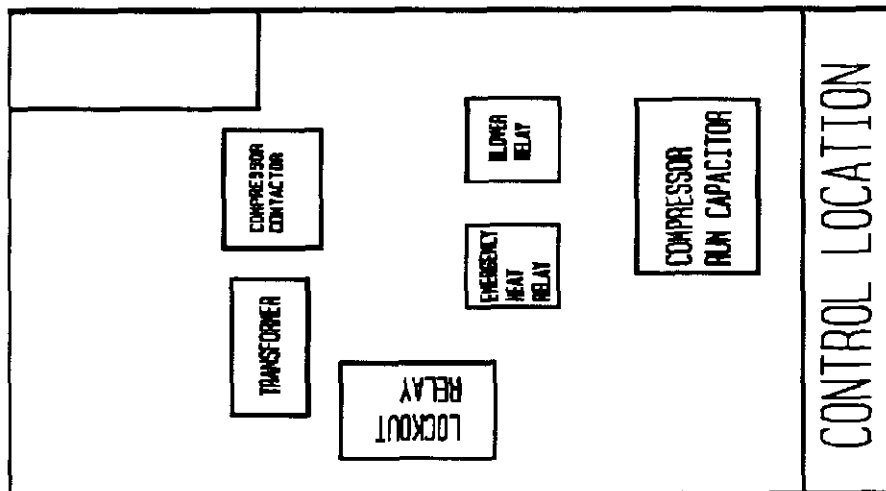 CONTROL LOCATION
COMPRESSOR
CONTACTOR
BLOWER
RELAY
COMPRESSOR
RUN CAPACITOR
TRANSFORMER
EMERGENCY
HEAT
RELAY
LOCKOUT
RELAY